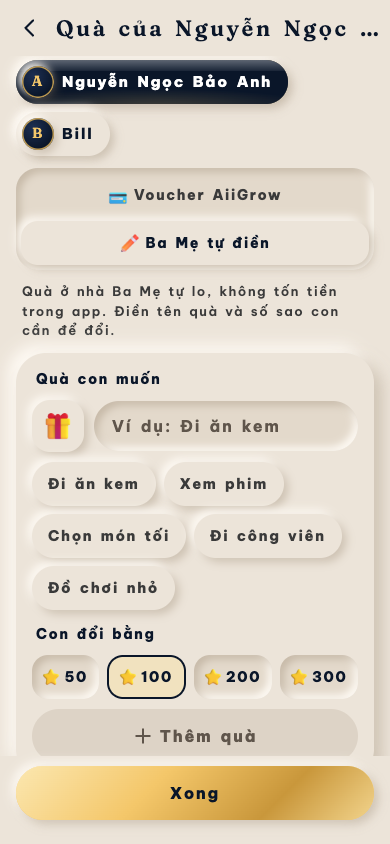 Quà của Nguyễn Ngọc ...
A Nguyễn Ngọc Bảo Anh
B Bill
Voucher AiiGrow
Ba Mẹ tự điền
Quà ở nhà Ba Mẹ tự lo, không tốn tiền
trong app. Điền tên quà và số sao con
cần để đổi.
Quà con muốn
Ví dụ: Đi ăn kem
Đi ăn kem
Xem phim
Chọn món tối
Đi công viên
Đồ chơi nhỏ
Con đổi bằng
50
100
200
300
+ Thêm quà
Xong